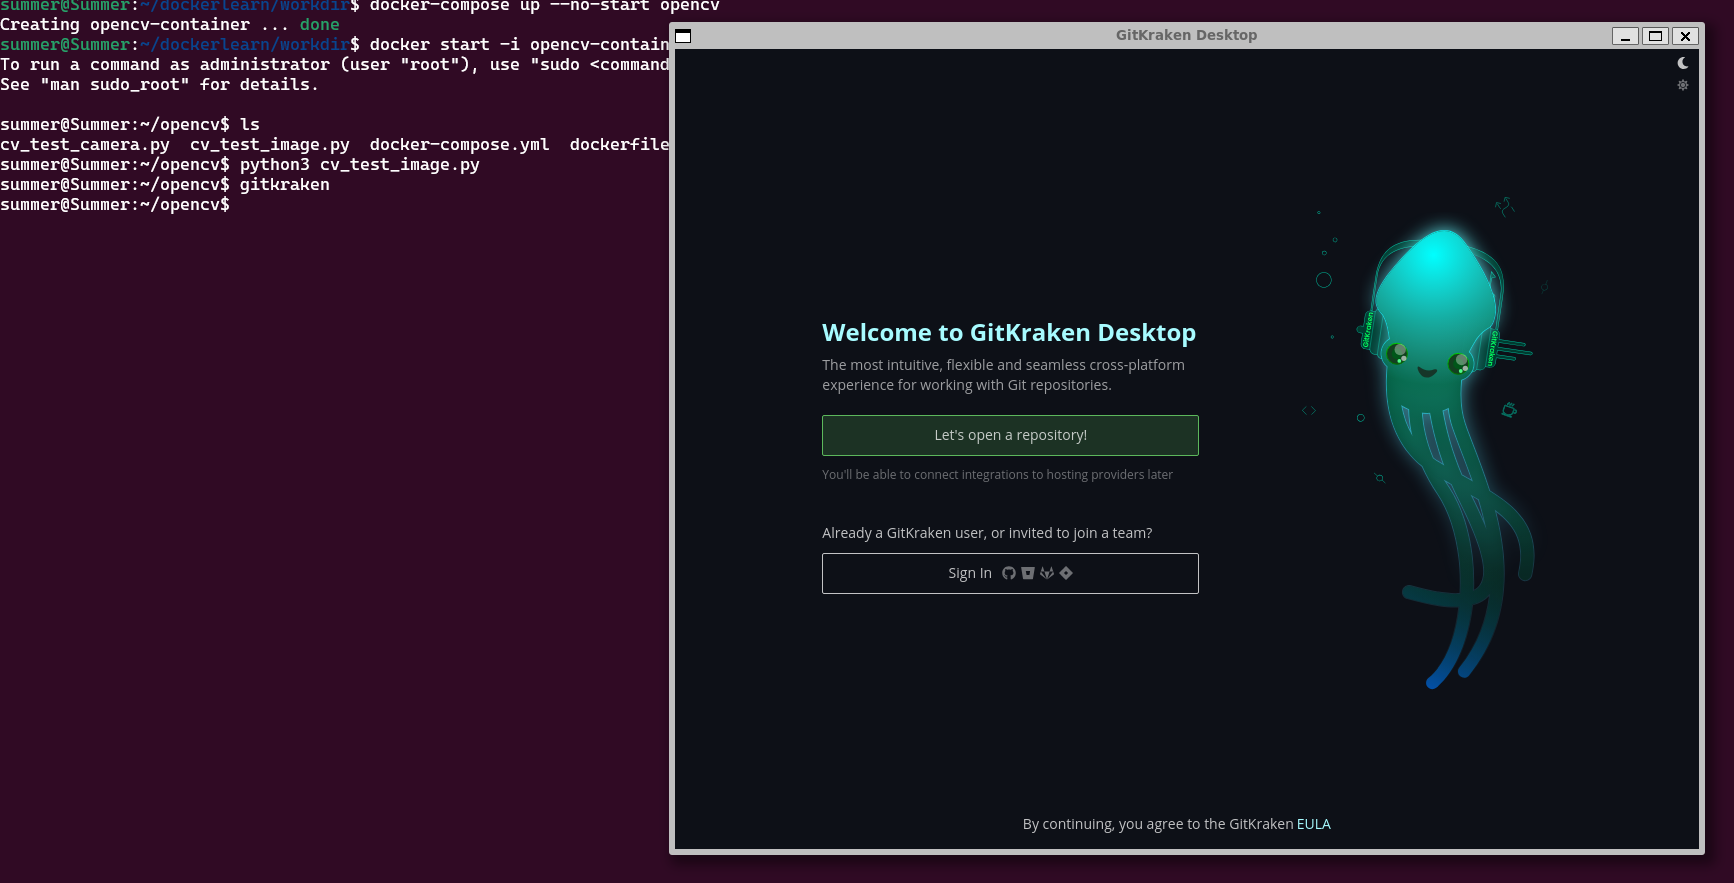 summer@Summer:~/dockerlearn/workdir$ docker-compose up --no-start opencv
Creating opencv-container ... done
summer@Summer:~/dockerlearn/workdir$ docker start -i opencv-contain
To run a command as administrator (user "root"), use "sudo <command
See "man sudo_root" for details.
summer@Summer:~/opencv$ ls
cv_test_camera.py  cv_test_image.py  docker-compose.yml  dockerfile
summer@Summer:~/opencv$ python3 cv_test_image.py
summer@Summer:~/opencv$ gitkraken
summer@Summer:~/opencv$
GitKraken Desktop
GitKraken
GitKraken
Welcome to GitKraken Desktop
The most intuitive, flexible and seamless cross-platform
experience for working with Git repositories.
Let's open a repository!
You'll be able to connect integrations to hosting providers later
Already a GitKraken user, or invited to join a team?
Sign In
By continuing, you agree to the GitKraken EULA